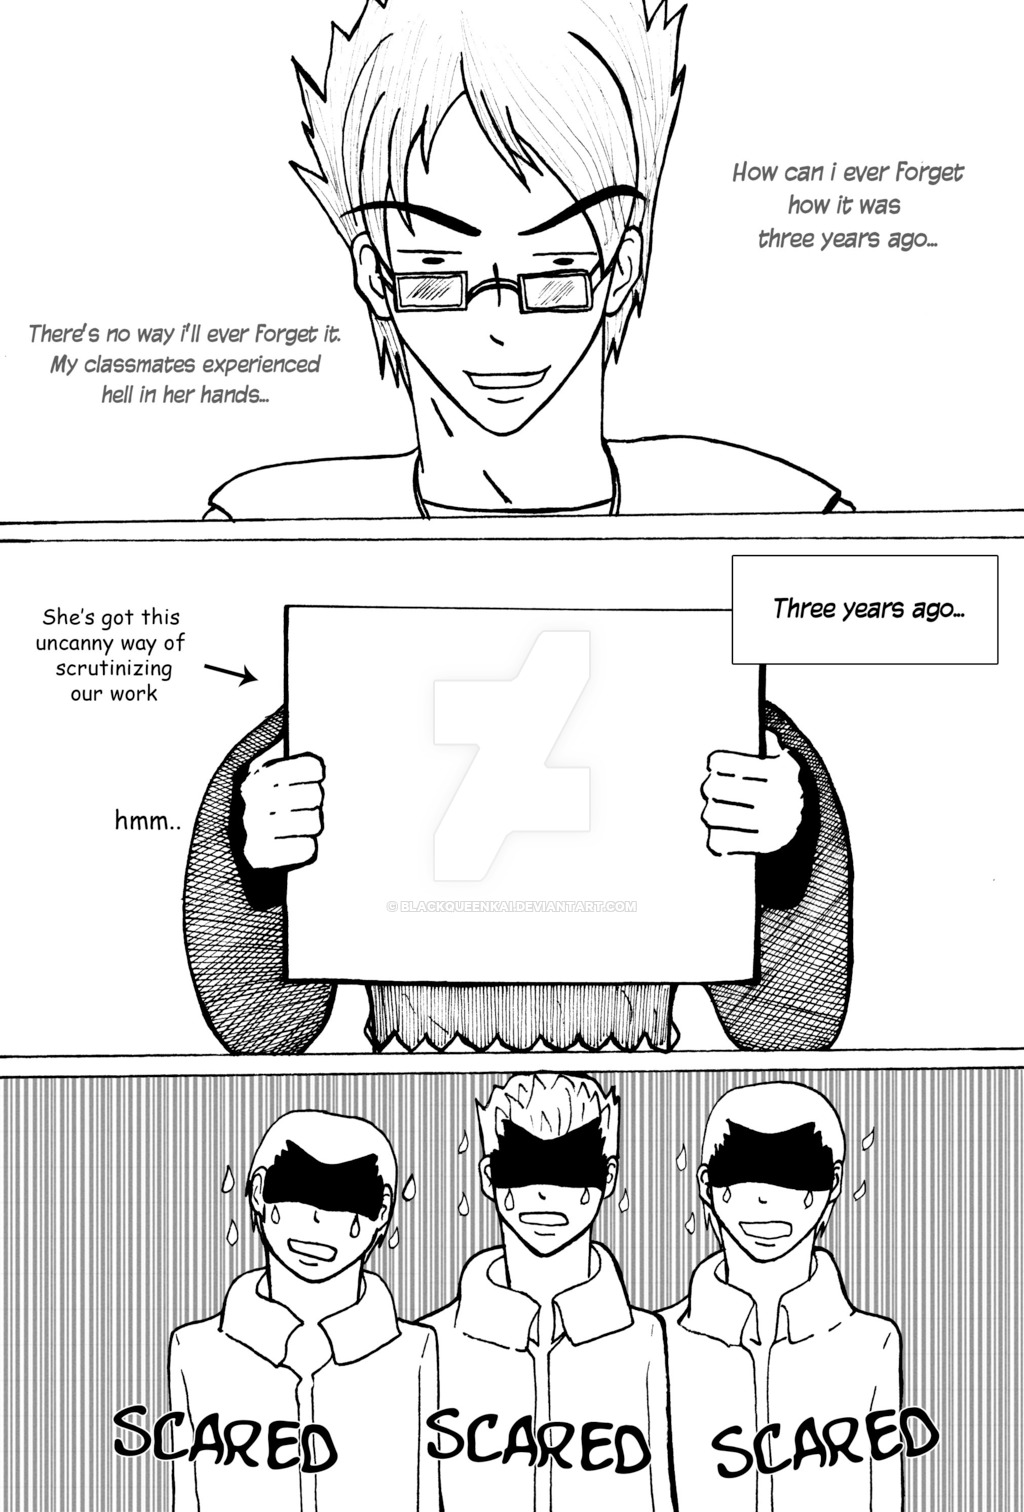 How can i ever Forget
how it was
three years ago...
There's no way i'll ever Forget it.
My classmates experienced
hell in her hands...
Three years ago...
She's got this
uncanny way of
scrutinizing
our work
hmm..
© BLACKQUEENKAI.DEVIANTART.COM
SCARED
SCARED
SCARED